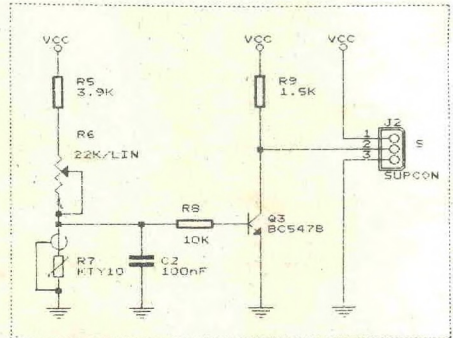 VCC VCC VCC
R5
3.9K
R9
1.5K
R6
22K/LIN
J2
1
2
3
S
SUPCON
R8
10K
Q3
BC547B
R7
KTY10
C2
100nF